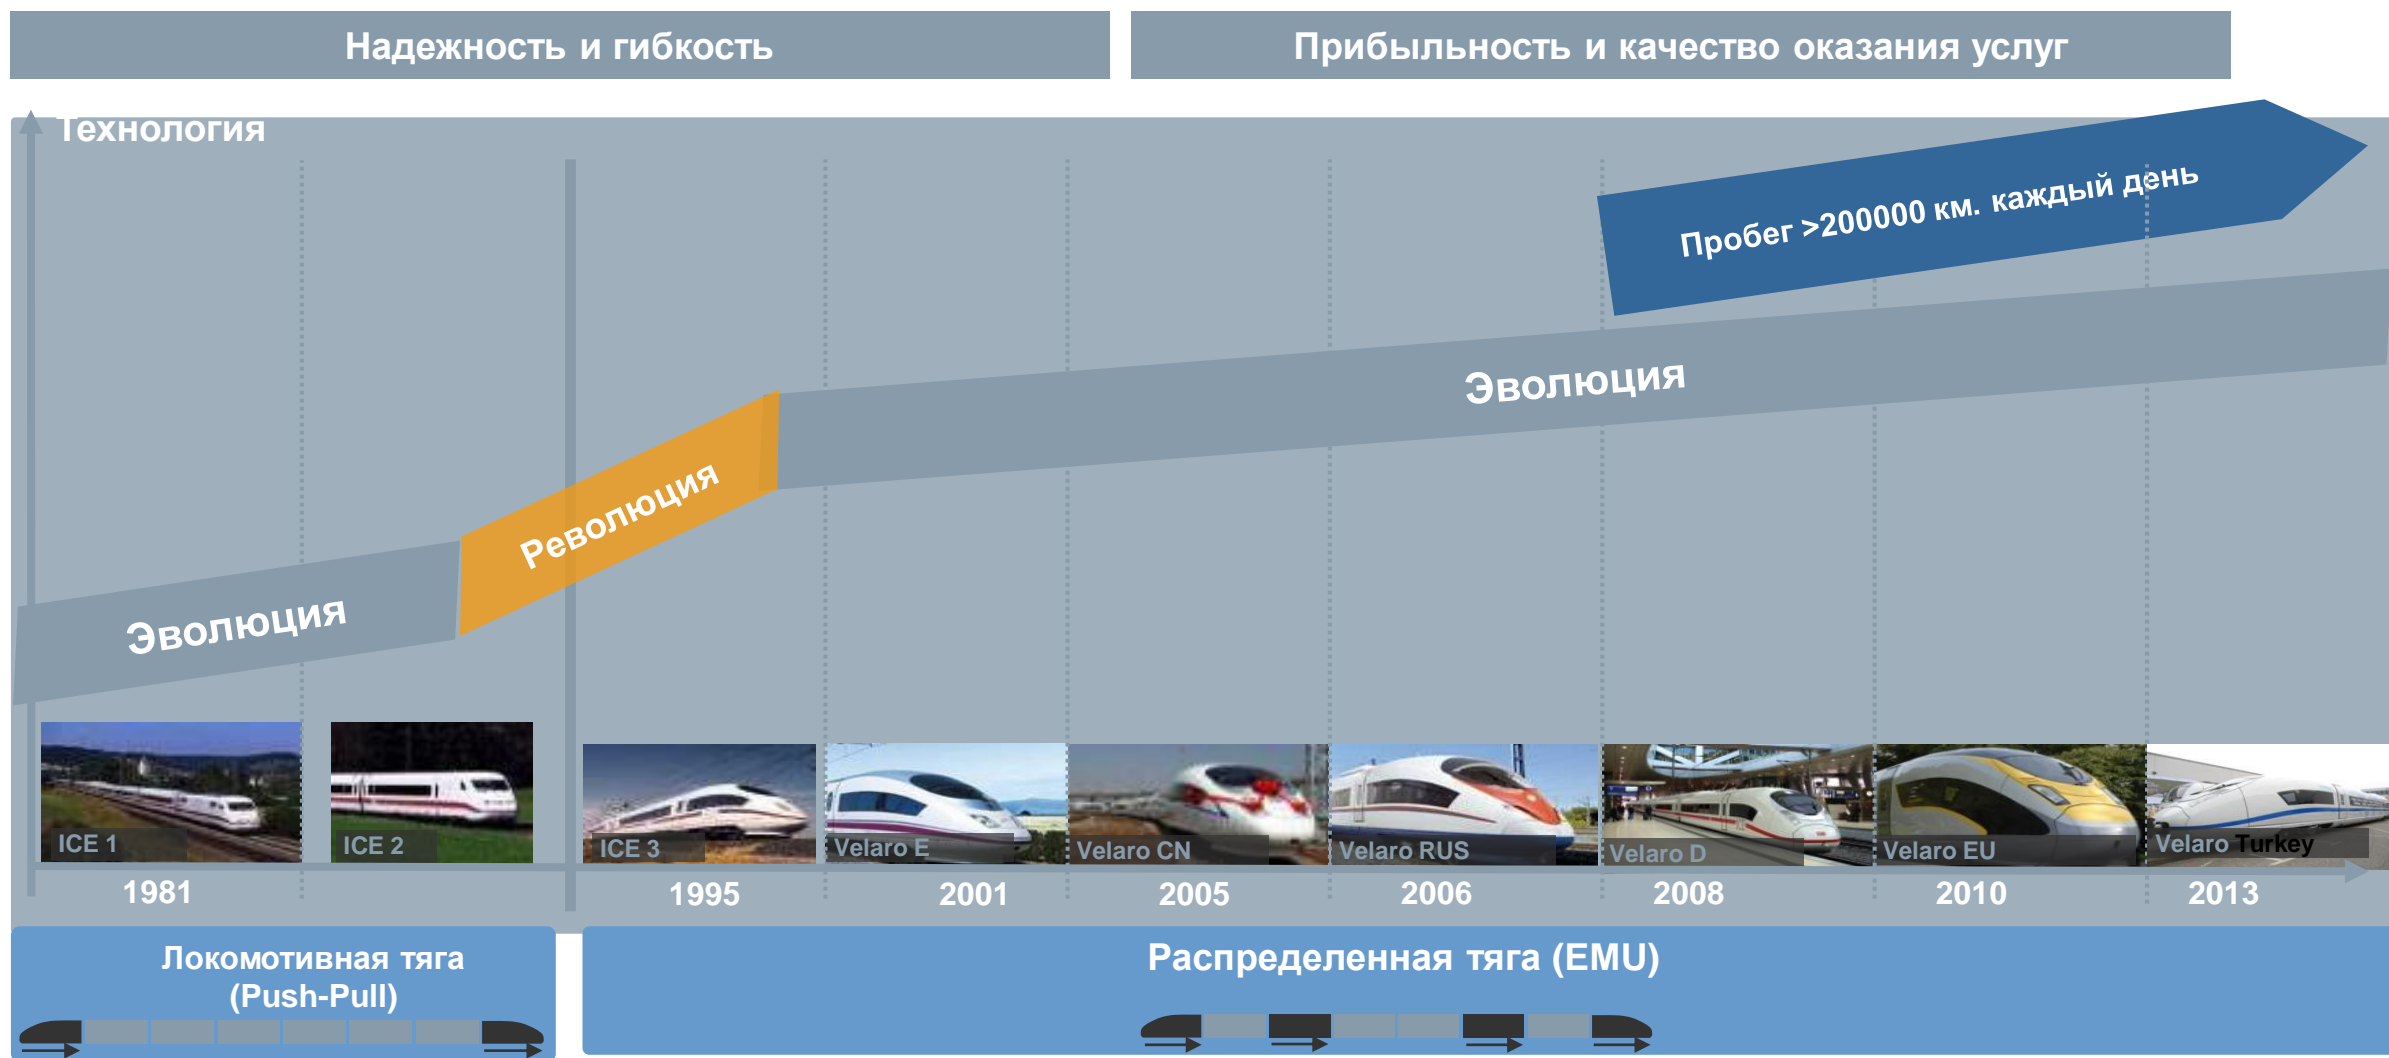 Надежность и гибкость
Прибыльность и качество оказания услуг
Технология
Пробег >200000 км. каждый день
Эволюция
Революция
Эволюция
ICE 1
ICE 2
ICE 3
Velaro E
Velaro CN
Velaro RUS
Velaro D
Velaro EU
Velaro Turkey
1981
1995
2001
2005
2006
2008
2010
2013
Локомотивная тяга
(Push-Pull)
Распределенная тяга (EMU)